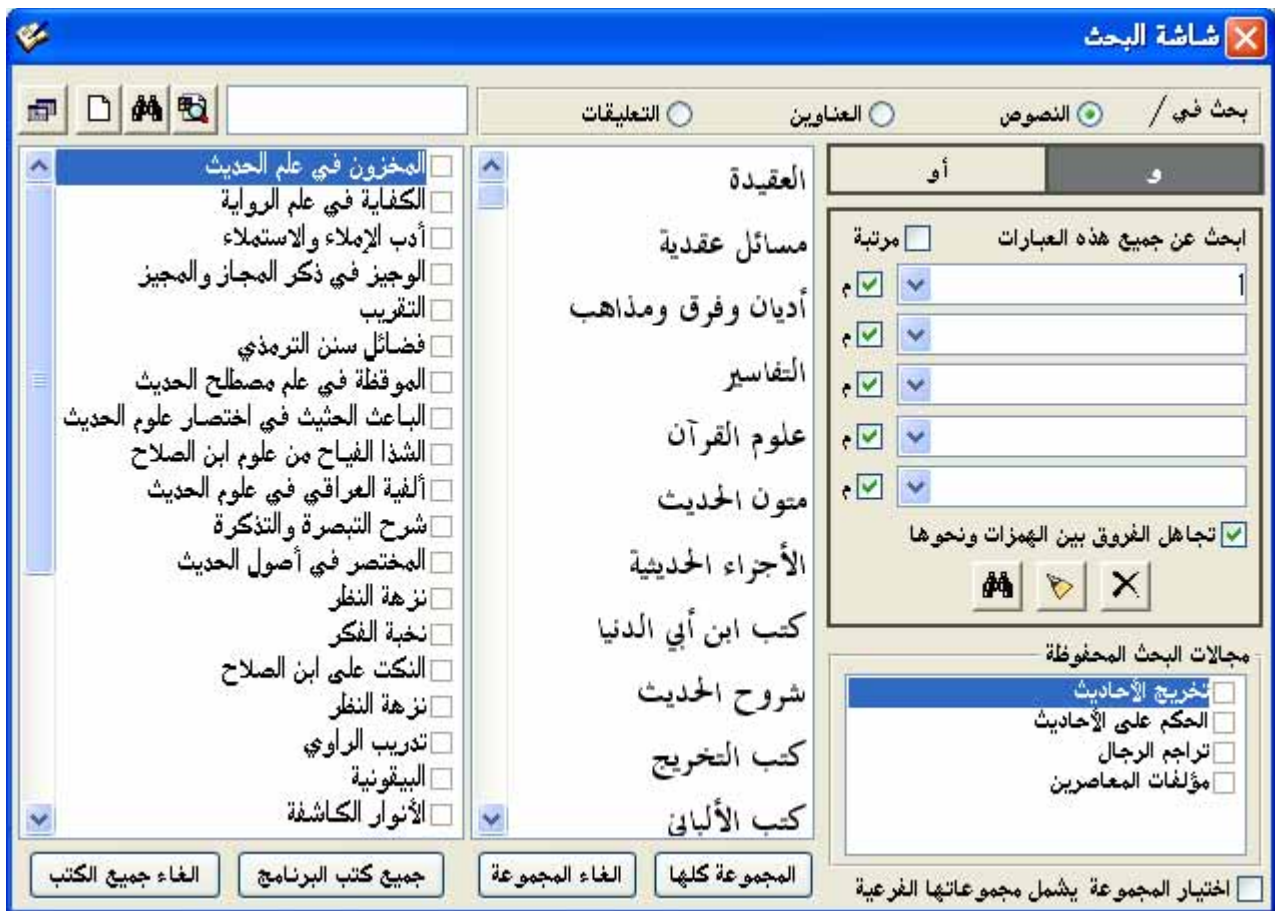 شاشة البحث
بحث في /
النصوص
العناوين
التعليقات
و
أو
ابحث عن جميع هذه العبارات
مرتبة
1
م
م
م
م
م
تجاهل الفروق بين الهمزات ونحوها
مجالات البحث المحفوظة
تخريج الأحاديث
الحكم على الأحاديث
تراجم الرجال
مؤلفات المعاصرين
اختيار المجموعة يشمل مجموعاتها الفرعية
العقيدة
مسائل عقدية
أديان وفرق ومذاهب
التفاسير
علوم القرآن
متون الحديث
الأجزاء الحديثية
كتب ابن أبي الدنيا
شروح الحديث
كتب التخريج
كتب الألباني
المجموعة كلها
الغاء المجموعة
المخزون في علم الحديث
الكفاية في علم الرواية
أدب الإملاء والاستملاء
الوجيز في ذكر المجاز والمجيز
التقريب
فضائل سنن الترمذي
الموقظة في علم مصطلح الحديث
الباعث الحثيث في اختصار علوم الحديث
الشذا الفياح من علوم ابن الصلاح
ألفية العراقي في علوم الحديث
شرح التبصرة والتذكرة
المختصر في أصول الحديث
نزهة النظر
نخبة الفكر
النكت على ابن الصلاح
نزهة النظر
تدريب الراوي
البيقونية
الأنوار الكاشفة
جميع كتب البرنامج
الغاء جميع الكتب